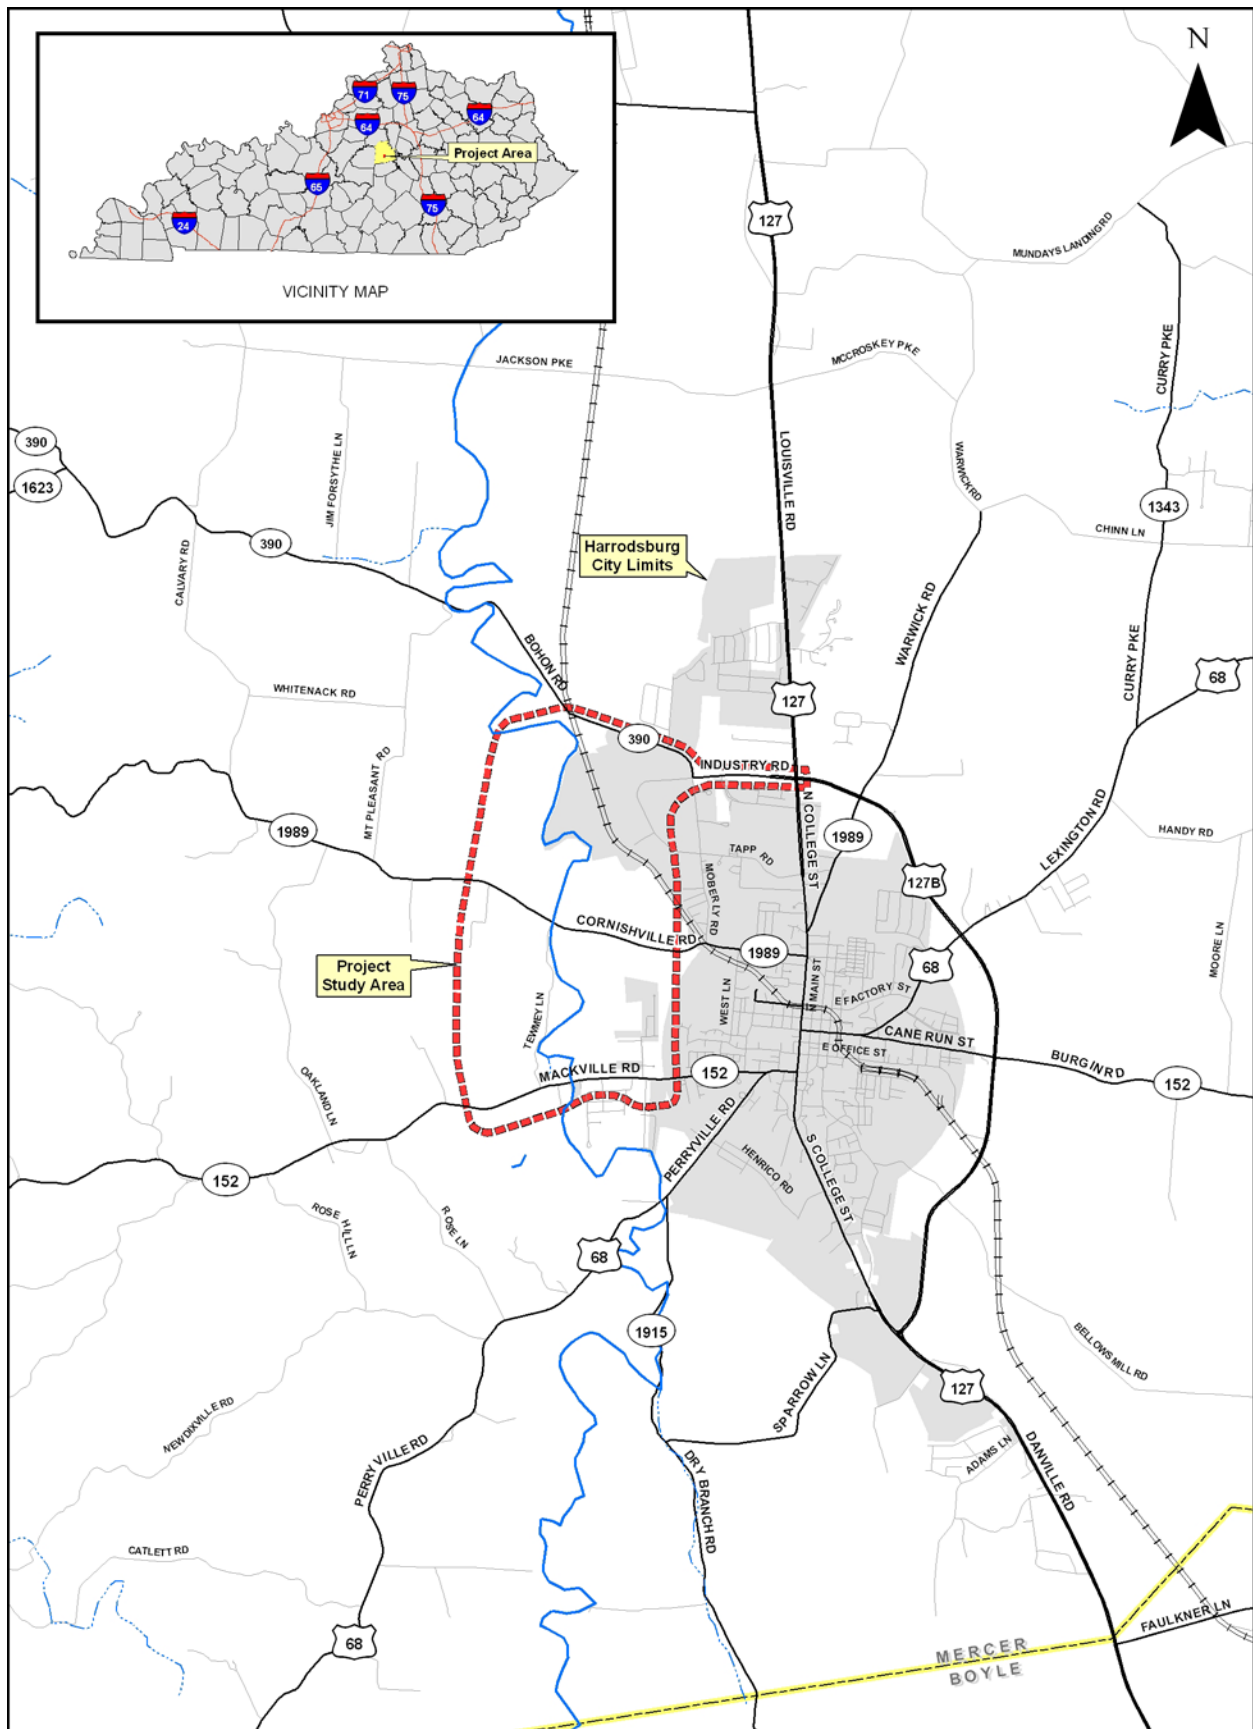 N
71
75
64
64
Project Area
65
75
24
VICINITY MAP
127
MUNDAYS LANDING RD
JACKSON PKE
MCCROSKEY PKE
CURRY PKE
390
1623
JIM FORSYTHE LN
LOUISVILLE RD
WARWICK RD
1343
CHINN LN
390
CALVARY RD
Harrodsburg
City Limits
WARWICK RD
CURRY PKE
BOHON RD
68
WHITENACK RD
127
390
INDUSTRY RD
MT PLEASANT RD
1989
N COLLEGE ST
1989
LEXINGTON RD
HANDY RD
TAPP RD
MOBERLY RD
127B
CORNISHVILLE RD
1989
68
MOORE LN
Project
Study Area
N MAIN ST
WEST LN
E FACTORY ST
TEWMEY LN
CANE RUN ST
E OFFICE ST
BURGIN RD
152
MACKVILLE RD
152
OAKLAND LN
PERRYVILLE RD
HENRICO RD
S COLLEGE ST
152
ROSE HILL LN
ROSE LN
68
1915
BELLOWS MILL RD
SPARROW LN
127
NEW DIXVILLE RD
PERRYVILLE RD
ADAMS LN
DANVILLE RD
DRY BRANCH RD
CATLETT RD
68
FAULKNER LN
MERCER
BOYLE